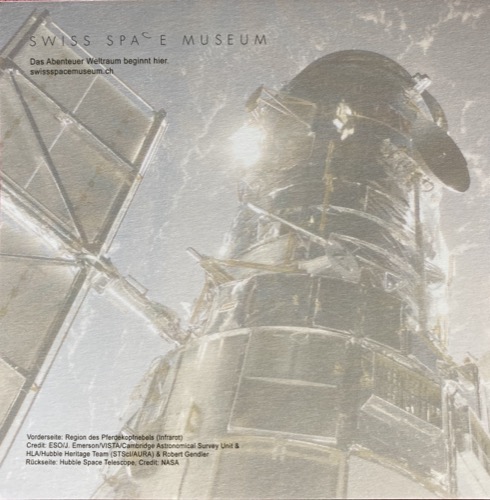 SWISS SPACE MUSEUM
Das Abenteuer Weltraum beginnt hier.
swissspacemuseum.ch
Vorderseite: Region des Pferdekopfnebels (Infrarot)
Credit: ESO/J. Emerson/VISTA/Cambridge Astronomical Survey Unit &
HLA/Hubble Heritage Team (STScI/AURA) & Robert Gendler
Rückseite: Hubble Space Telescope, Credit: NASA